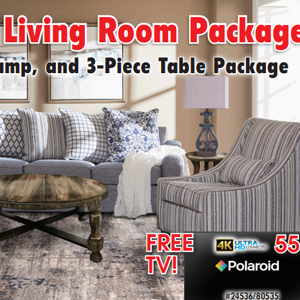 Living Room Package
amp, and 3-Piece Table Package
FREE 55
TV!
4K ULTRA HD
Polaroid
#24536/80535